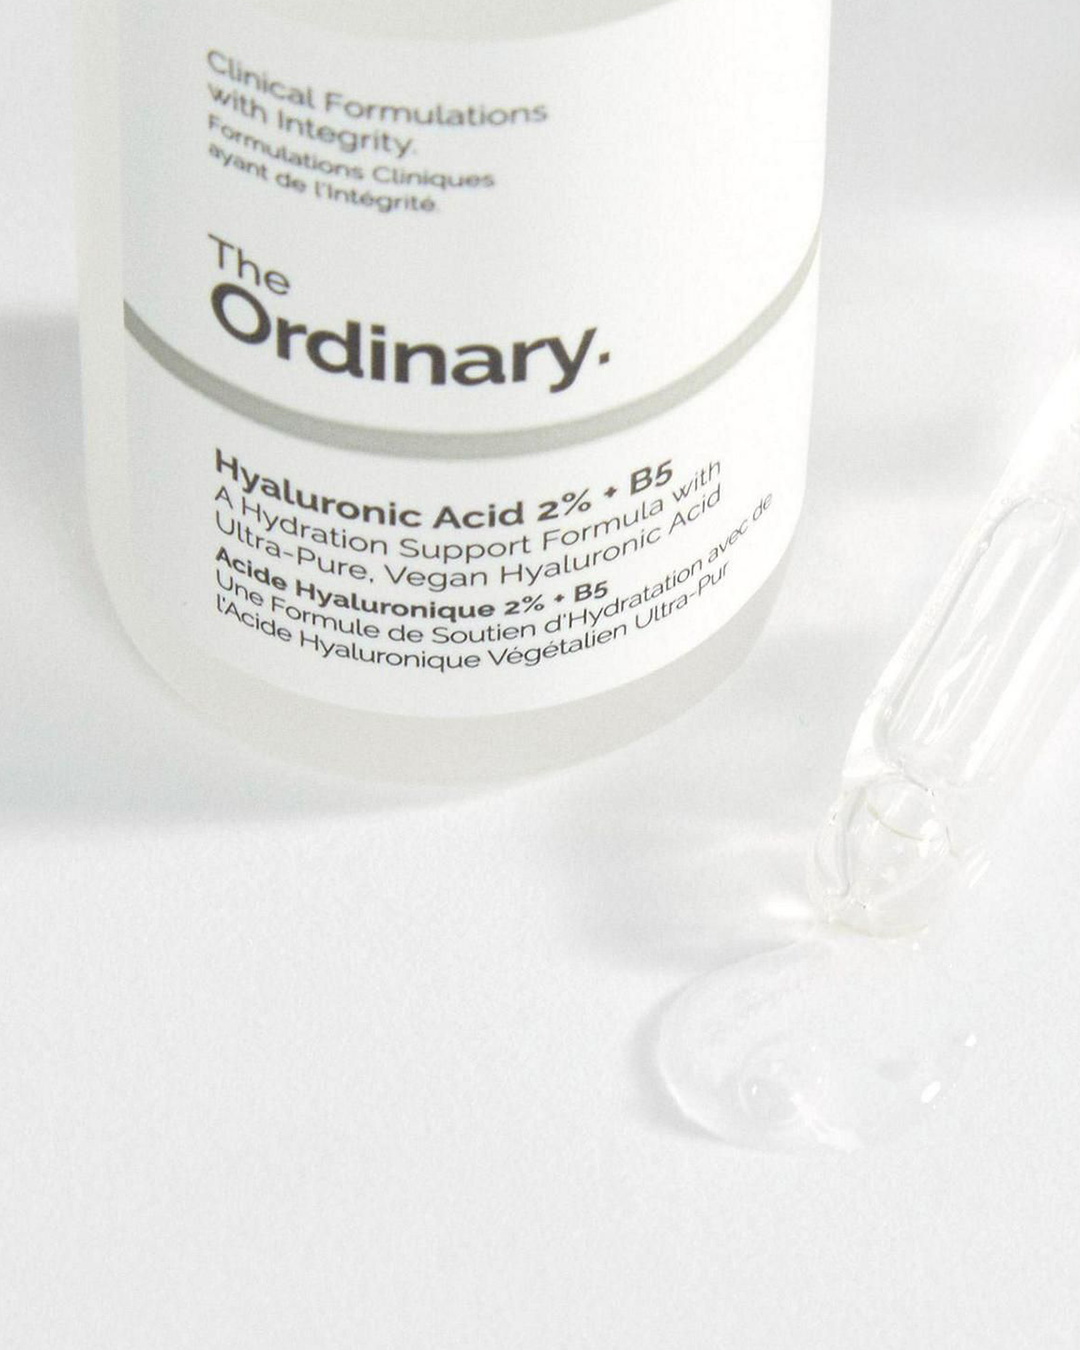 Clinical Formulations
with Integrity.
Formulations Cliniques
ayant de l'Intégrité.
The
Ordinary.
Hyaluronic Acid 2% + B5
A Hydration Support Formula with
Ultra-Pure, Vegan Hyaluronic Acid
Acide Hyaluronique 2% + B5
Une Formule de Soutien d'Hydratation avec de
l'Acide Hyaluronique Végétalien Ultra-Pur